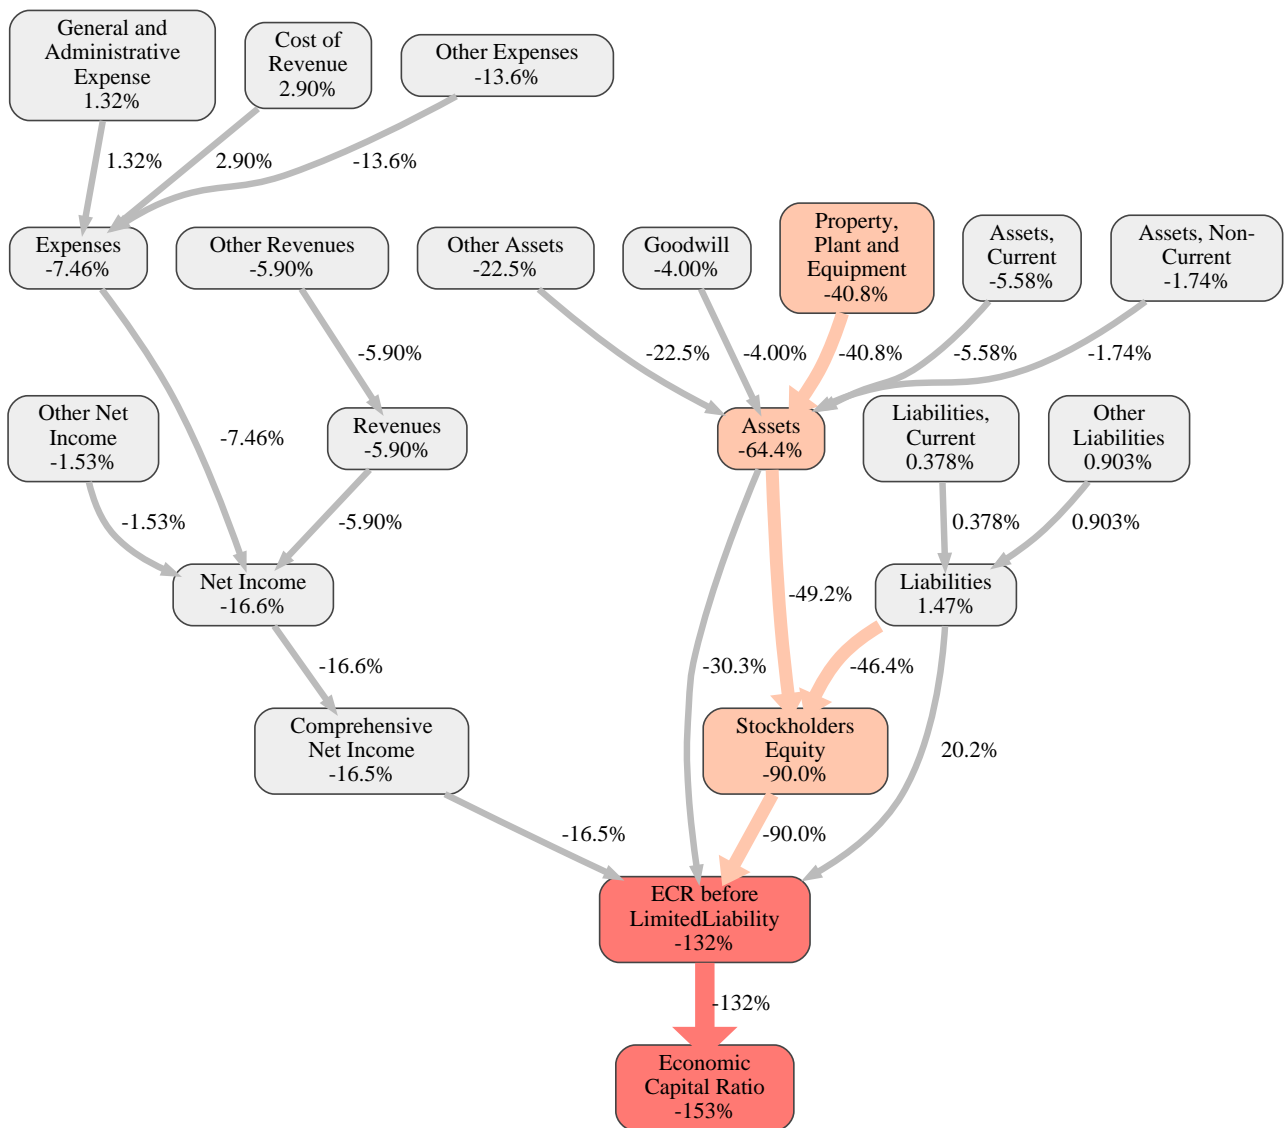 General and
Administrative
Expense
1.32%
Cost of
Revenue
2.90%
Other Expenses
-13.6%
1.32%
2.90%
-13.6%
Expenses
-7.46%
Other Revenues
-5.90%
Other Assets
-22.5%
Goodwill
-4.00%
Property,
Plant and
Equipment
-40.8%
Assets,
Current
-5.58%
Assets, Non-
Current
-1.74%
-5.90%
-22.5%
-4.00%
-40.8%
-5.58%
-1.74%
Other Net
Income
-1.53%
-7.46%
Revenues
-5.90%
Assets
-64.4%
Liabilities,
Current
0.378%
Other
Liabilities
0.903%
-1.53%
-5.90%
0.378%
0.903%
Net Income
-16.6%
-49.2%
Liabilities
1.47%
-16.6%
-30.3%
-46.4%
Comprehensive
Net Income
-16.5%
Stockholders
Equity
-90.0%
20.2%
-16.5%
-90.0%
ECR before
LimitedLiability
-132%
-132%
Economic
Capital Ratio
-153%